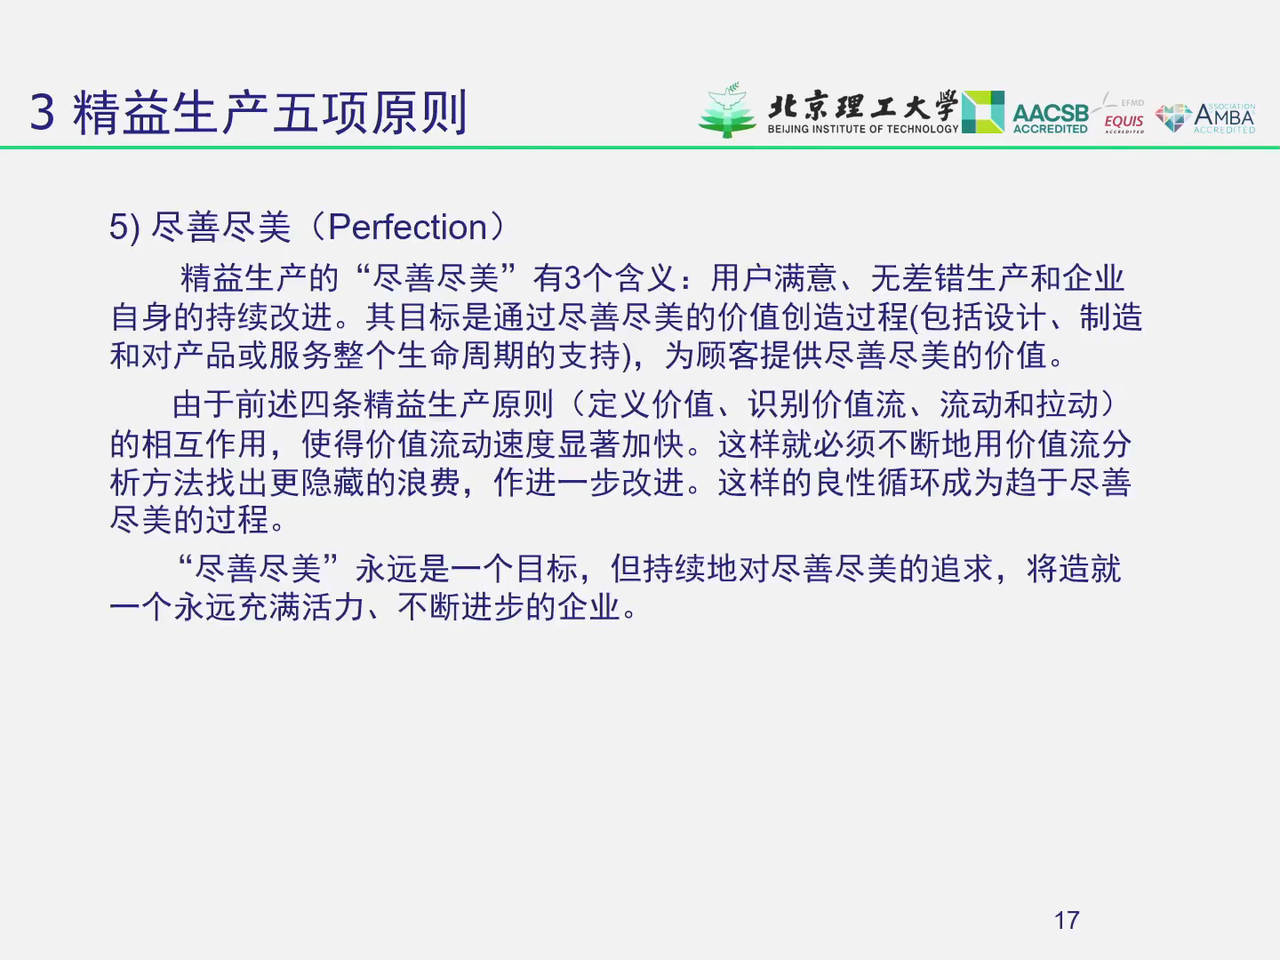 3 精益生产五项原则
北京理工大學
BEIJING INSTITUTE OF TECHNOLOGY
AACSB
ACCREDITED
EFMD
EQUIS
ACCREDITED
ASSOCIATION
AMBA
ACCREDITED
5) 尽善尽美（Perfection）
精益生产的“尽善尽美”有3个含义：用户满意、无差错生产和企业
自身的持续改进。其目标是通过尽善尽美的价值创造过程(包括设计、制造
和对产品或服务整个生命周期的支持)，为顾客提供尽善尽美的价值。
由于前述四条精益生产原则（定义价值、识别价值流、流动和拉动）
的相互作用，使得价值流动速度显著加快。这样就必须不断地用价值流分
析方法找出更隐藏的浪费，作进一步改进。这样的良性循环成为趋于尽善
尽美的过程。
“尽善尽美”永远是一个目标，但持续地对尽善尽美的追求，将造就
一个永远充满活力、不断进步的企业。
17